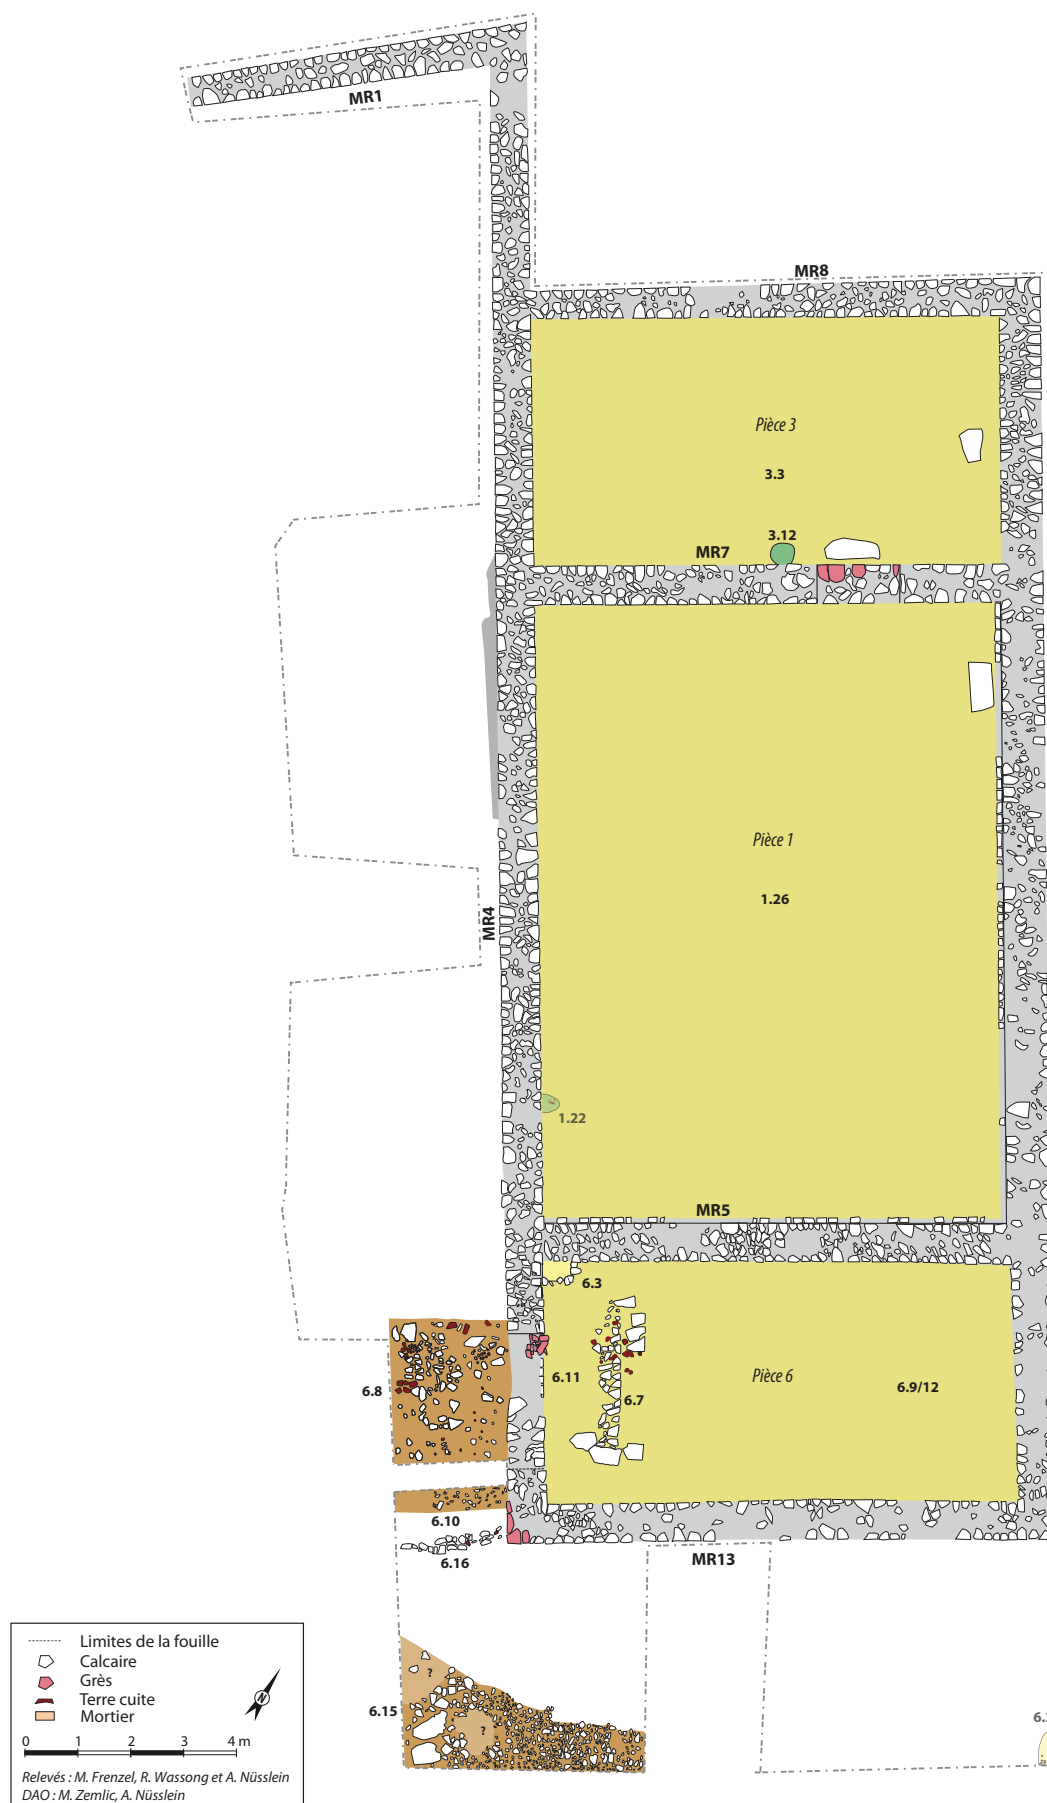 MR1
MR8
Pièce 3
3.3
3.12
MR7
Pièce 1
1.26
MR4
1.22
MR5
6.3
6.8
6.11
6.7
Pièce 6
6.9/12
6.10
6.16
MR13
6.15
?
?
Limites de la fouille
Calcaire
Grès
Terre cuite
Mortier
N
0 1 2 3 4 m
Relevés : M. Frenzel, R. Wassong et A. Nüsslein
DAO : M. Zemlic, A. Nüsslein